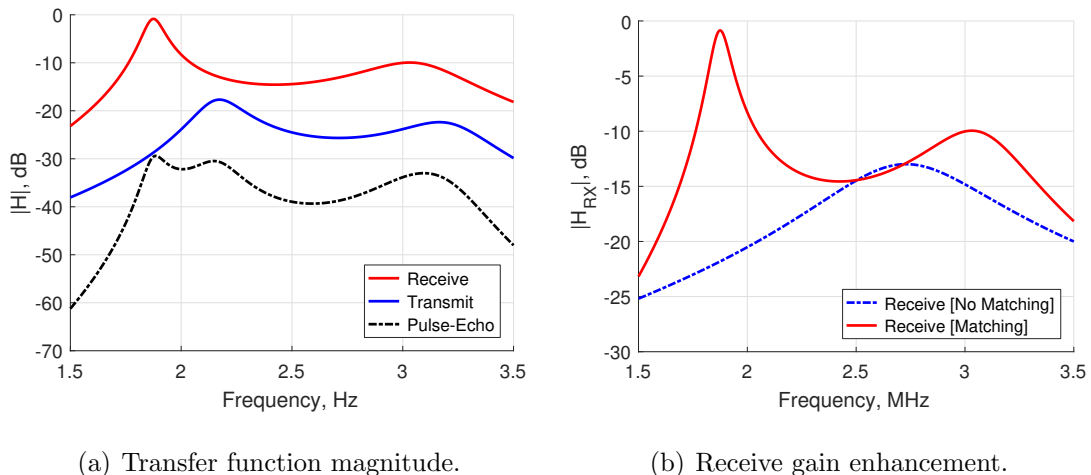 0
-10
-20
-30
-40
-50
-60
-70
|H|, dB
1.5 2 2.5 3 3.5
Frequency, Hz
Receive
Transmit
Pulse-Echo
(a) Transfer function magnitude.
0
-5
-10
-15
-20
-25
-30
|H_RX|, dB
1.5 2 2.5 3 3.5
Frequency, MHz
Receive [No Matching]
Receive [Matching]
(b) Receive gain enhancement.